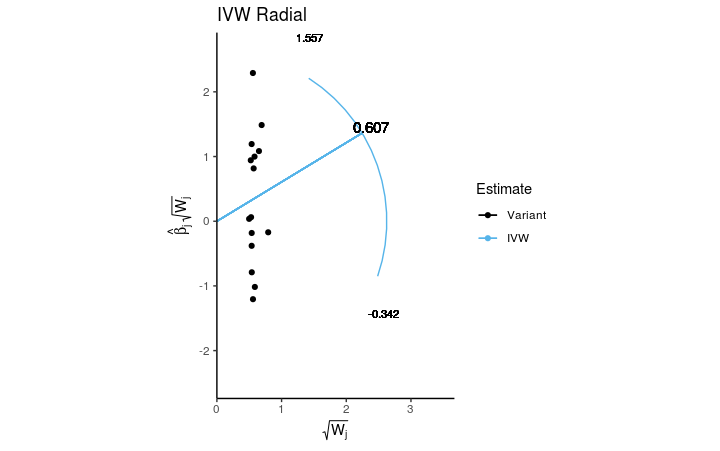 IVW Radial
1.557
2
0.607
1
Estimate
Variant
β̂ⱼ√Wⱼ
0
IVW
-1
-0.342
-2
0 1 2 3
√Wⱼ